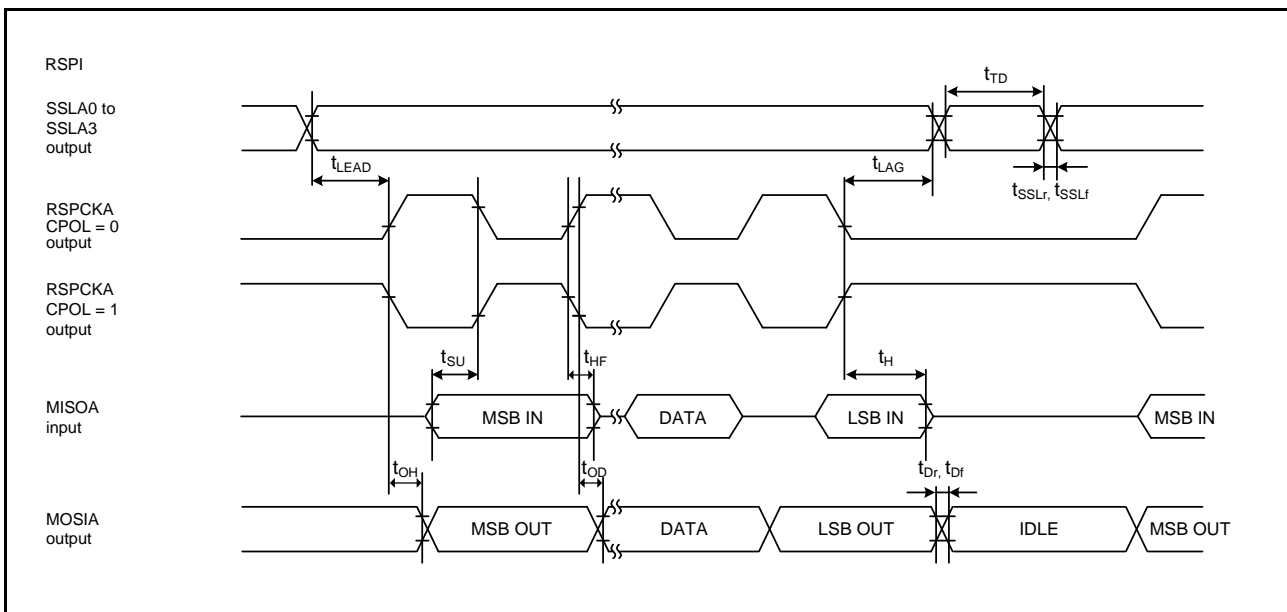 RSPI
SSLA0 to
SSLA3
output
tTD
tSSLr, tSSLf
tLEAD
tLAG
RSPCKA
CPOL = 0
output
RSPCKA
CPOL = 1
output
tSU
tHF
tH
MISOA
input
MSB IN
DATA
LSB IN
MSB IN
tOH
tOD
tDr, tDf
MOSIA
output
MSB OUT
DATA
LSB OUT
IDLE
MSB OUT